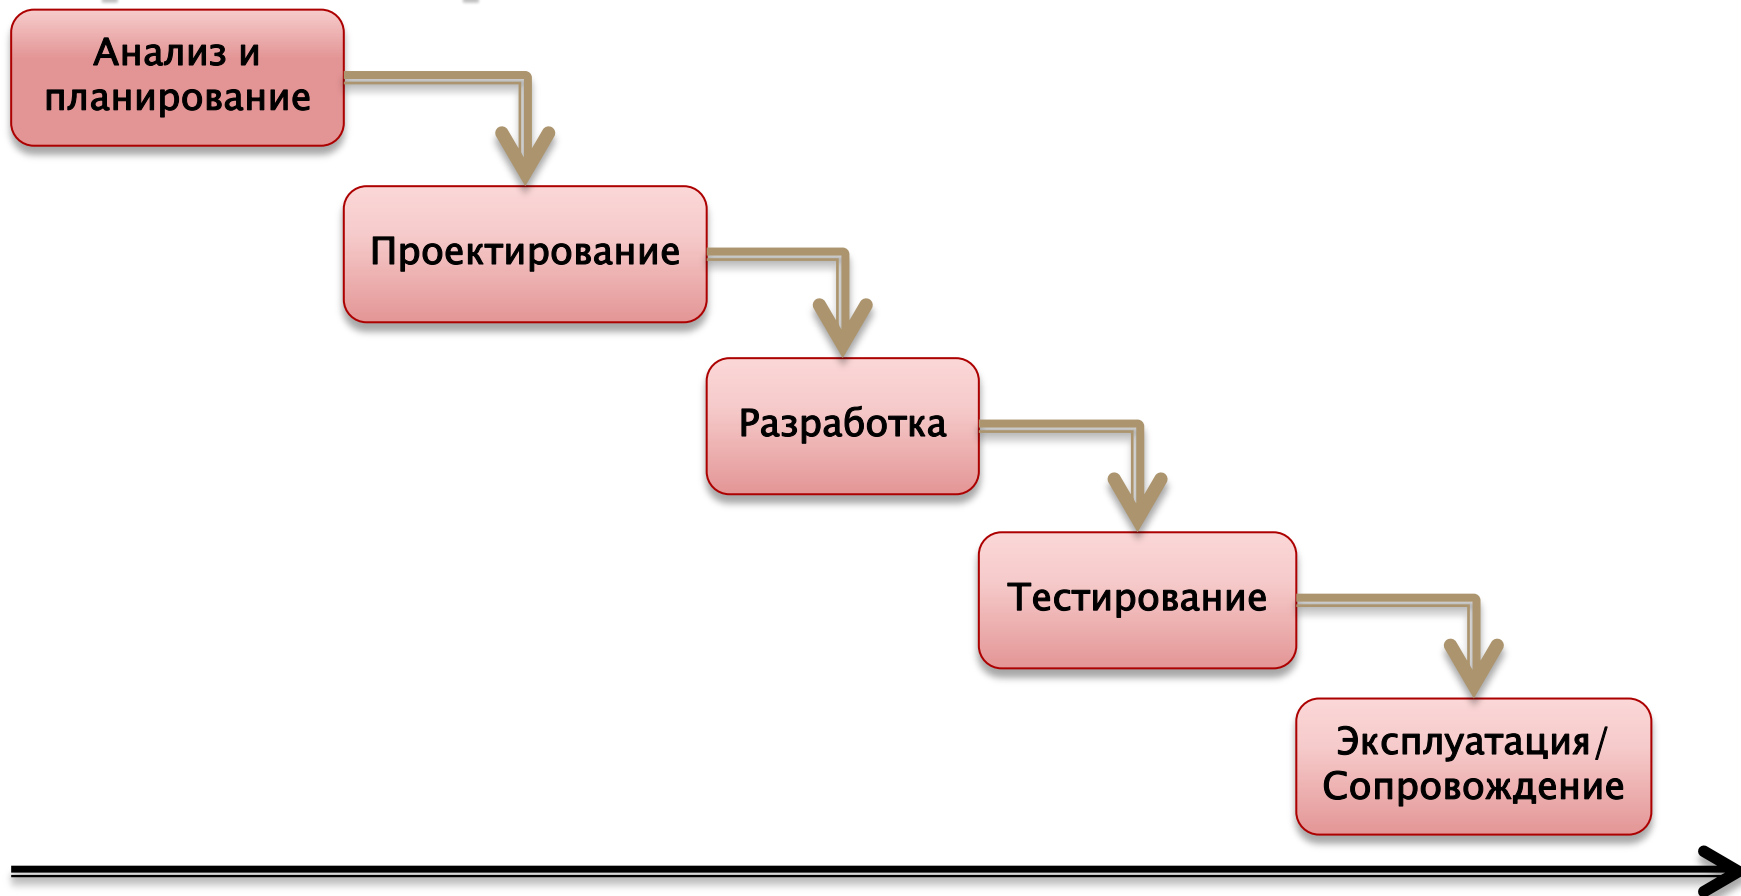 Анализ и
планирование
Проектирование
Разработка
Тестирование
Эксплуатация/
Сопровождение